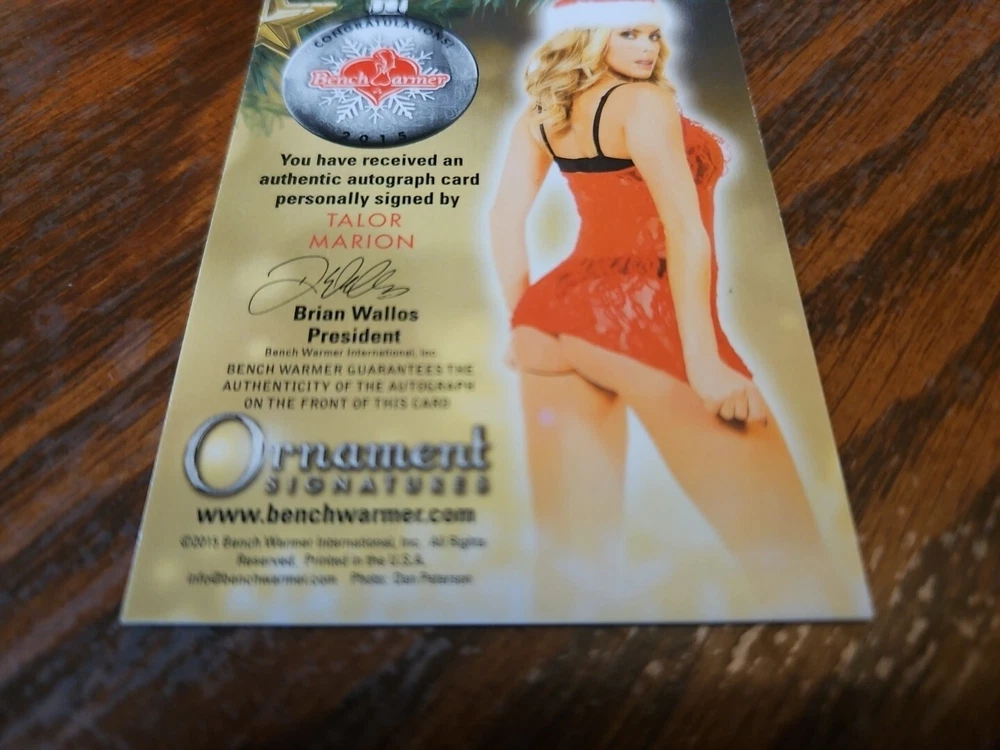 CONGRATULATIONS!
Bench Warmer
2015
You have received an
authentic autograph card
personally signed by
TALOR
MARION
Brian Wallos
President
Bench Warmer International, Inc.
BENCH WARMER GUARANTEES THE
AUTHENTICITY OF THE AUTOGRAPH
ON THE FRONT OF THIS CARD
Ornament
SIGNATURES
www.benchwarmer.com
©2015 Bench Warmer International, Inc. All Rights
Reserved. Printed in the U.S.A.
info@benchwarmer.com Photo: Dan Peterson